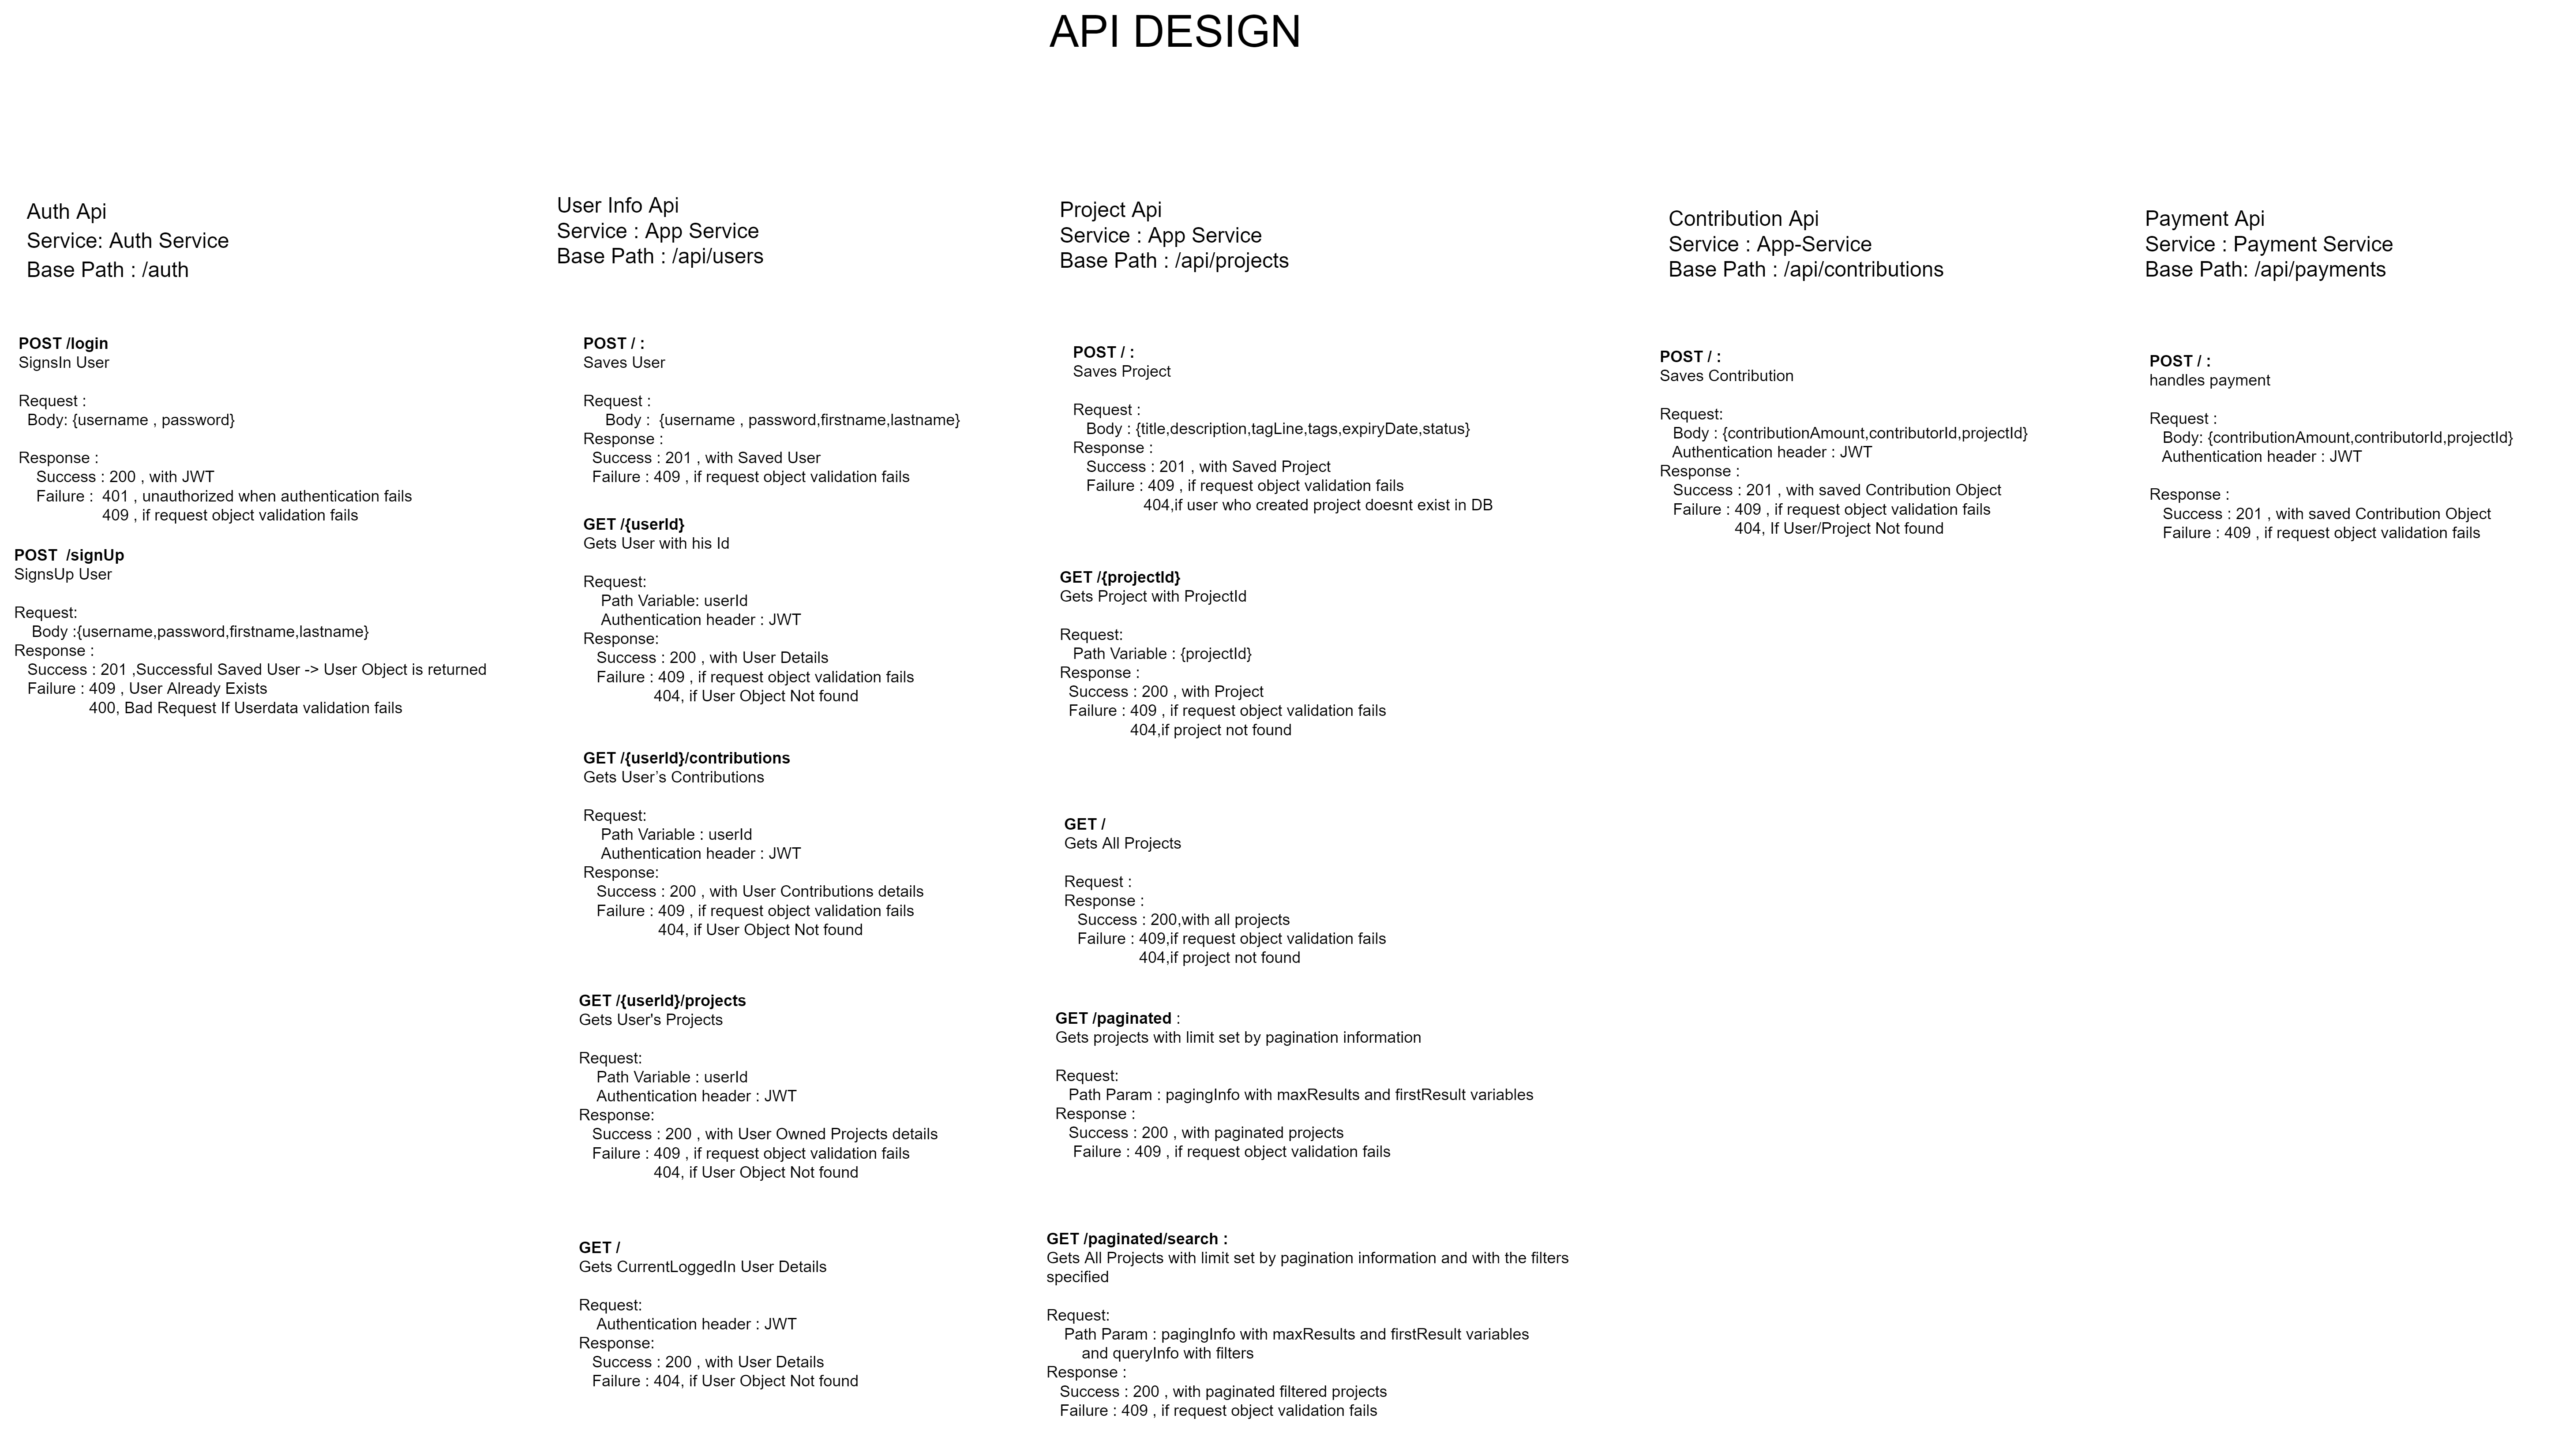 API DESIGN
Auth Api
Service: Auth Service
Base Path : /auth
POST /login
SignsIn User
Request :
Body: {username , password}
Response :
Success : 200 , with JWT
Failure : 401 , unauthorized when authentication fails
409 , if request object validation fails
POST /signUp
SignsUp User
Request:
Body :{username,password,firstname,lastname}
Response :
Success : 201 ,Successful Saved User -> User Object is returned
Failure : 409 , User Already Exists
400, Bad Request If Userdata validation fails
User Info Api
Service : App Service
Base Path : /api/users
POST / :
Saves User
Request :
Body : {username , password,firstname,lastname}
Response :
Success : 201 , with Saved User
Failure : 409 , if request object validation fails
GET /{userId}
Gets User with his Id
Request:
Path Variable: userId
Authentication header : JWT
Response:
Success : 200 , with User Details
Failure : 409 , if request object validation fails
404, if User Object Not found
GET /{userId}/contributions
Gets User’s Contributions
Request:
Path Variable : userId
Authentication header : JWT
Response:
Success : 200 , with User Contributions details
Failure : 409 , if request object validation fails
404, if User Object Not found
GET /{userId}/projects
Gets User's Projects
Request:
Path Variable : userId
Authentication header : JWT
Response:
Success : 200 , with User Owned Projects details
Failure : 409 , if request object validation fails
404, if User Object Not found
GET /
Gets CurrentLoggedIn User Details
Request:
Authentication header : JWT
Response:
Success : 200 , with User Details
Failure : 404, if User Object Not found
Project Api
Service : App Service
Base Path : /api/projects
POST / :
Saves Project
Request :
Body : {title,description,tagLine,tags,expiryDate,status}
Response :
Success : 201 , with Saved Project
Failure : 409 , if request object validation fails
404,if user who created project doesnt exist in DB
GET /{projectId}
Gets Project with ProjectId
Request:
Path Variable : {projectId}
Response :
Success : 200 , with Project
Failure : 409 , if request object validation fails
404,if project not found
GET /
Gets All Projects
Request :
Response :
Success : 200,with all projects
Failure : 409,if request object validation fails
404,if project not found
GET /paginated :
Gets projects with limit set by pagination information
Request:
Path Param : pagingInfo with maxResults and firstResult variables
Response :
Success : 200 , with paginated projects
Failure : 409 , if request object validation fails
GET /paginated/search :
Gets All Projects with limit set by pagination information and with the filters
specified
Request:
Path Param : pagingInfo with maxResults and firstResult variables
and queryInfo with filters
Response :
Success : 200 , with paginated filtered projects
Failure : 409 , if request object validation fails
Contribution Api
Service : App-Service
Base Path : /api/contributions
POST / :
Saves Contribution
Request:
Body : {contributionAmount,contributorId,projectId}
Authentication header : JWT
Response :
Success : 201 , with saved Contribution Object
Failure : 409 , if request object validation fails
404, If User/Project Not found
Payment Api
Service : Payment Service
Base Path: /api/payments
POST / :
handles payment
Request :
Body: {contributionAmount,contributorId,projectId}
Authentication header : JWT
Response :
Success : 201 , with saved Contribution Object
Failure : 409 , if request object validation fails